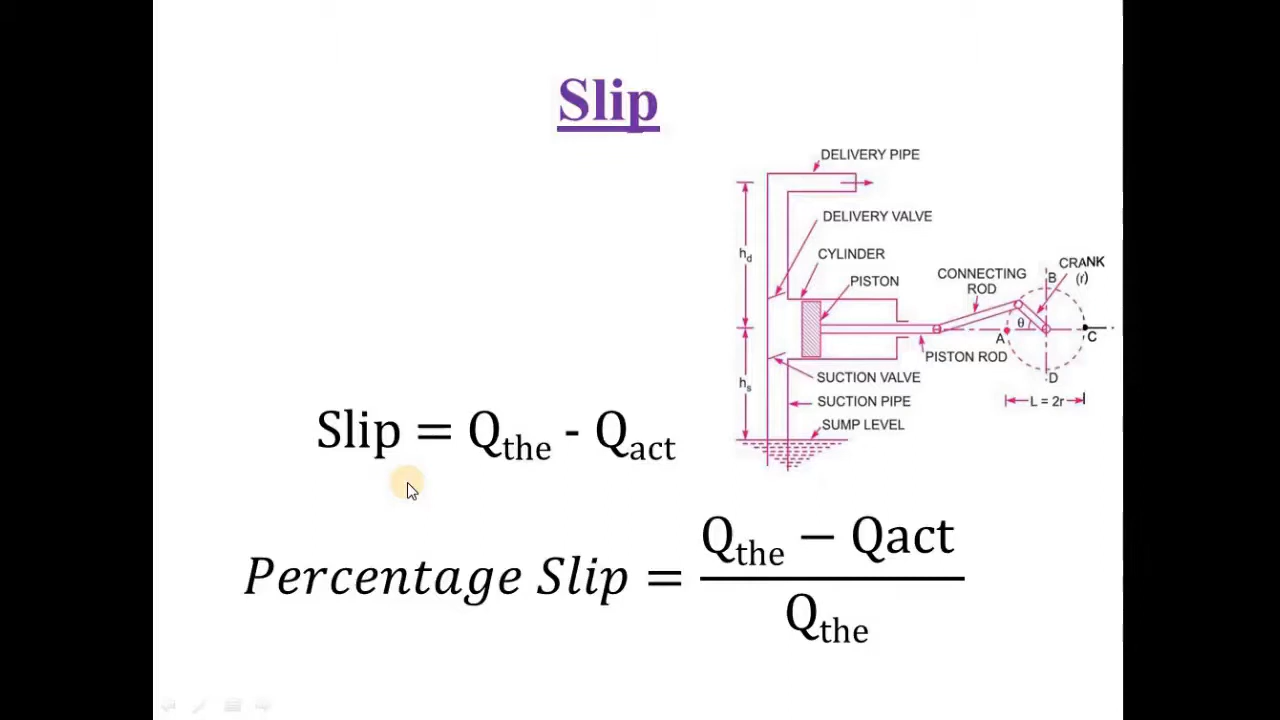 Slip
DELIVERY PIPE
DELIVERY VALVE
h_d
CYLINDER
PISTON
CONNECTING
ROD
CRANK
(r)
B
θ
A
C
PISTON ROD
D
SUCTION VALVE
h_s
SUCTION PIPE
L = 2r
SUMP LEVEL
Slip = Q_the - Q_act
Percentage Slip = (Q_the − Qact) / Q_the